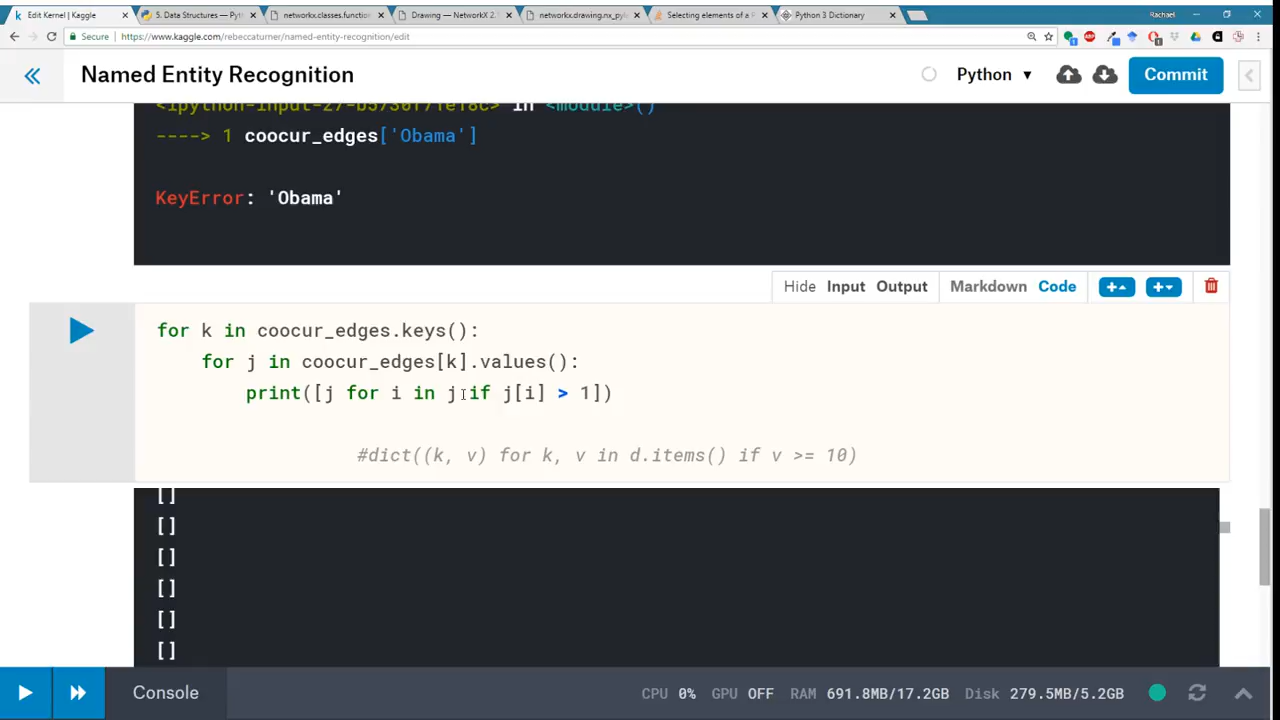 Edit Kernel | Kaggle
5. Data Structures — Pyt
networkx.classes.function
Drawing — NetworkX 2.
networkx.drawing.nx_pyl
Selecting elements of a P
Python 3 Dictionary
Rachael
Secure
https://www.kaggle.com/rebeccaturner/named-entity-recognition/edit
Named Entity Recognition
Python
Commit
<ipython-input-27-b5730f71e18c> in <module>()
----> 1 coocur_edges['Obama']
KeyError: 'Obama'
Hide Input Output Markdown Code
for k in coocur_edges.keys():
for j in coocur_edges[k].values():
print([j for i in j if j[i] > 1])
#dict((k, v) for k, v in d.items() if v >= 10)
[]
[]
[]
[]
[]
[]
Console
CPU 0% GPU OFF RAM 691.8MB/17.2GB Disk 279.5MB/5.2GB